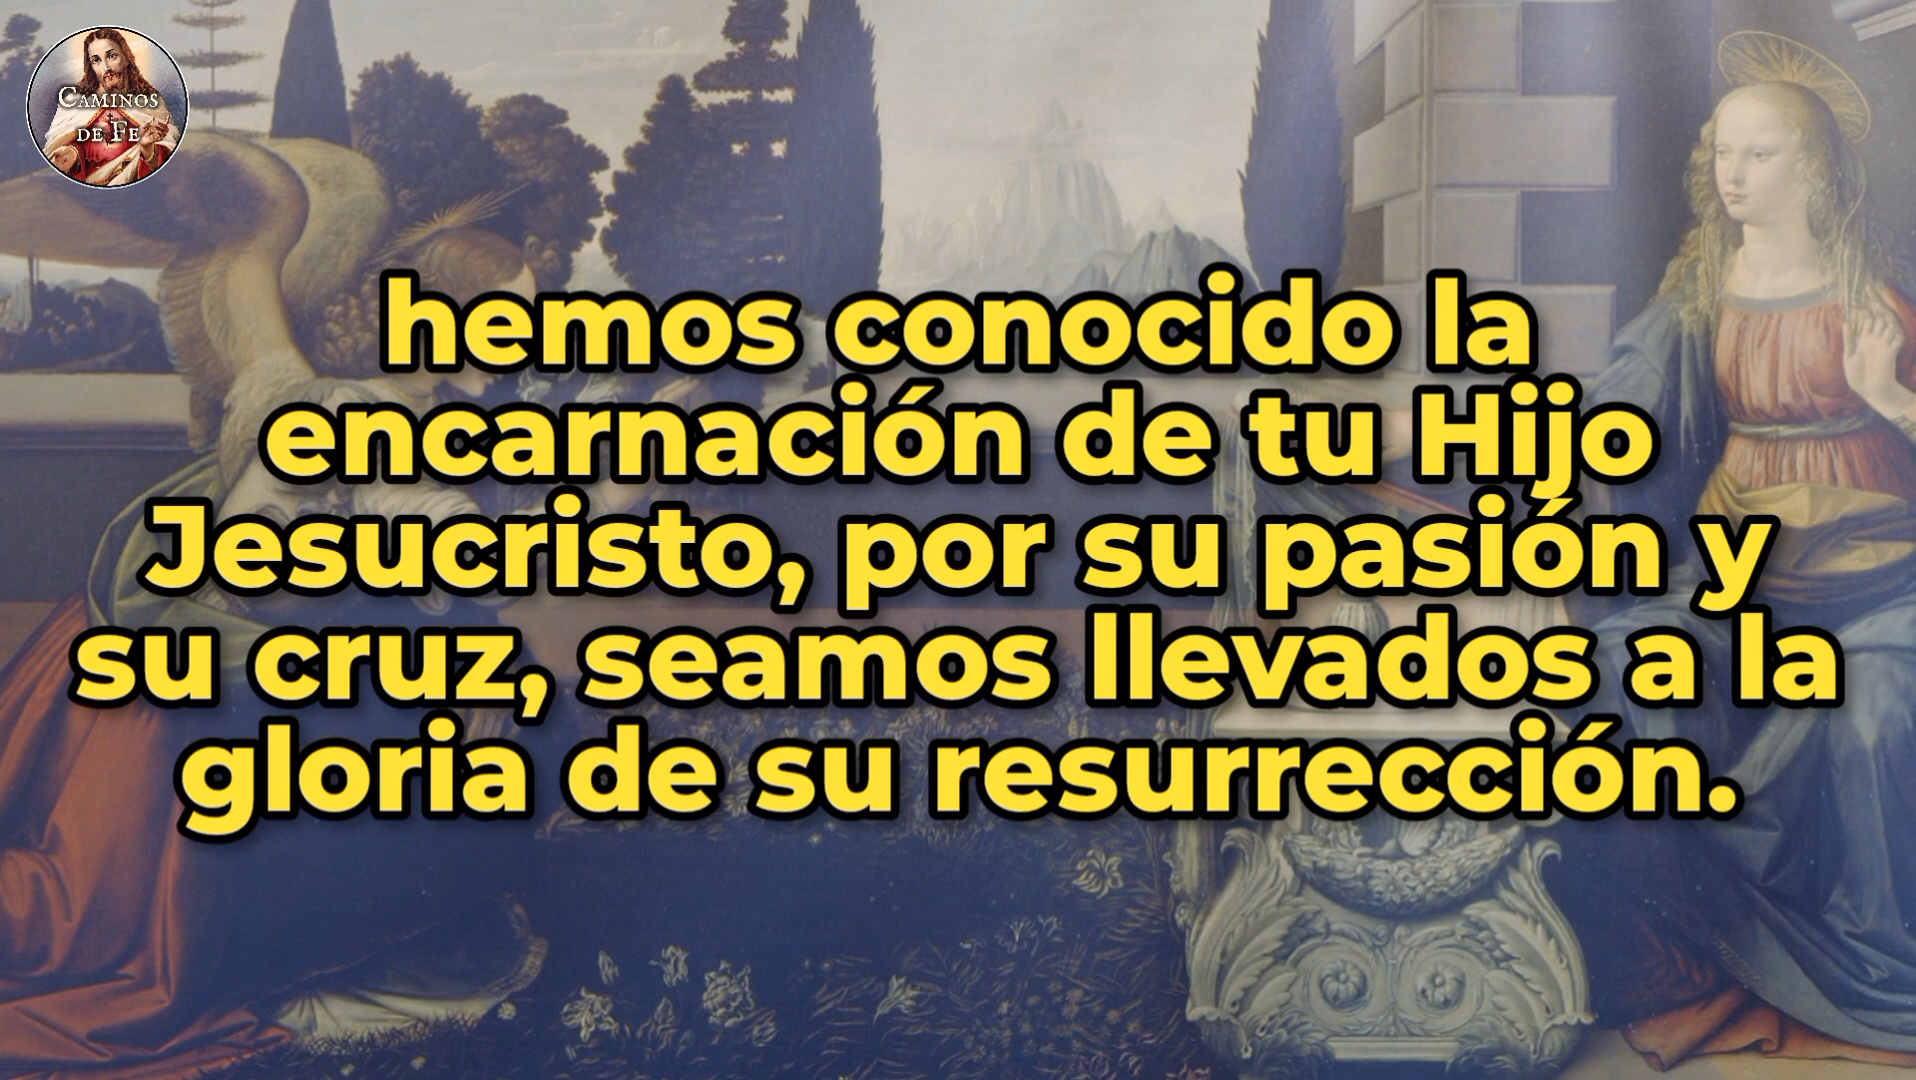 CAMINOS
DE FE
hemos conocido la
encarnación de tu Hijo
Jesucristo, por su pasión y
su cruz, seamos llevados a la
gloria de su resurrección.